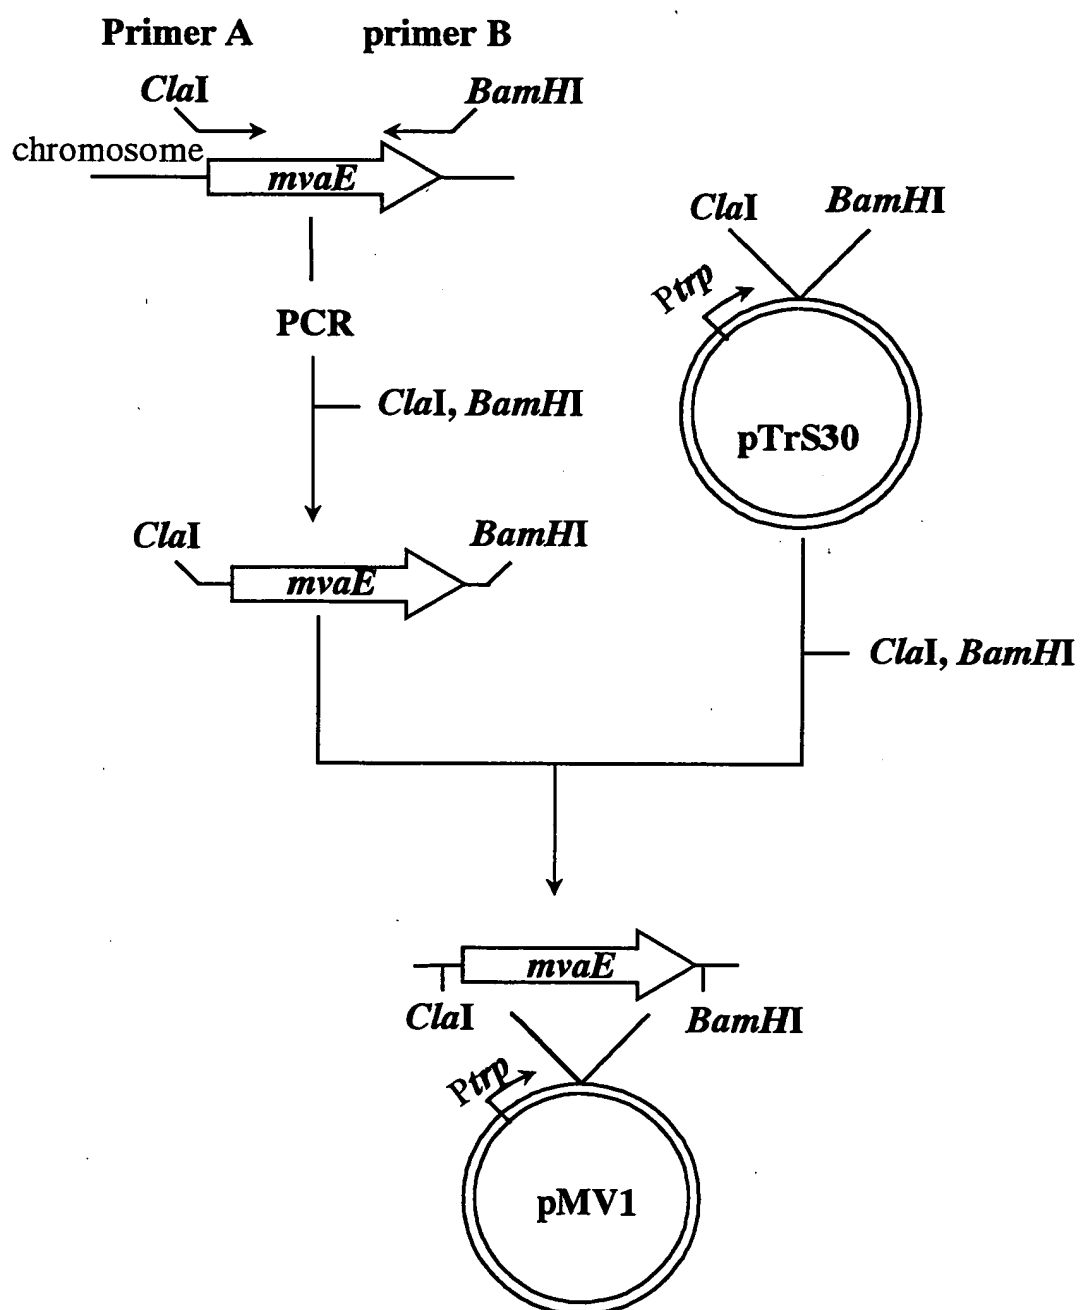 Primer A primer B
ClaI BamHI
chromosome
mvaE
ClaI BamHI
Ptrp
PCR
ClaI, BamHI
pTrS30
ClaI BamHI
mvaE
ClaI, BamHI
mvaE
ClaI BamHI
Ptrp
pMV1